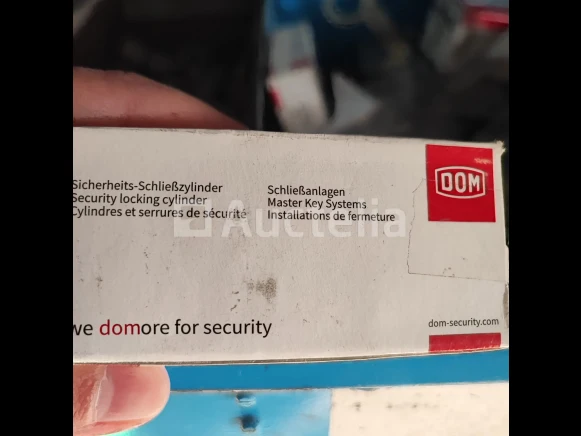 Sicherheits-Schließzylinder
Security locking cylinder
Cylindres et serrures de sécurité
Schließanlagen
Master Key Systems
Installations de fermeture
DOM
Auctelia
we domore for security
dom-security.com